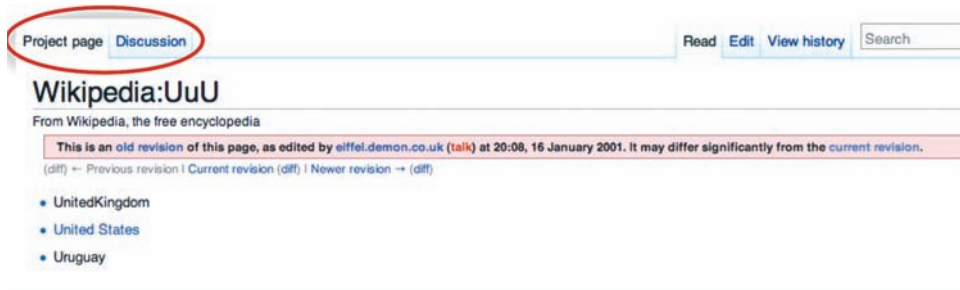 Project page Discussion Read Edit View history Search
Wikipedia:UuU
From Wikipedia, the free encyclopedia
This is an old revision of this page, as edited by eiffel.demon.co.uk (talk) at 20:08, 16 January 2001. It may differ significantly from the current revision.
(diff) ← Previous revision | Current revision (diff) | Newer revision → (diff)
• UnitedKingdom
• United States
• Uruguay